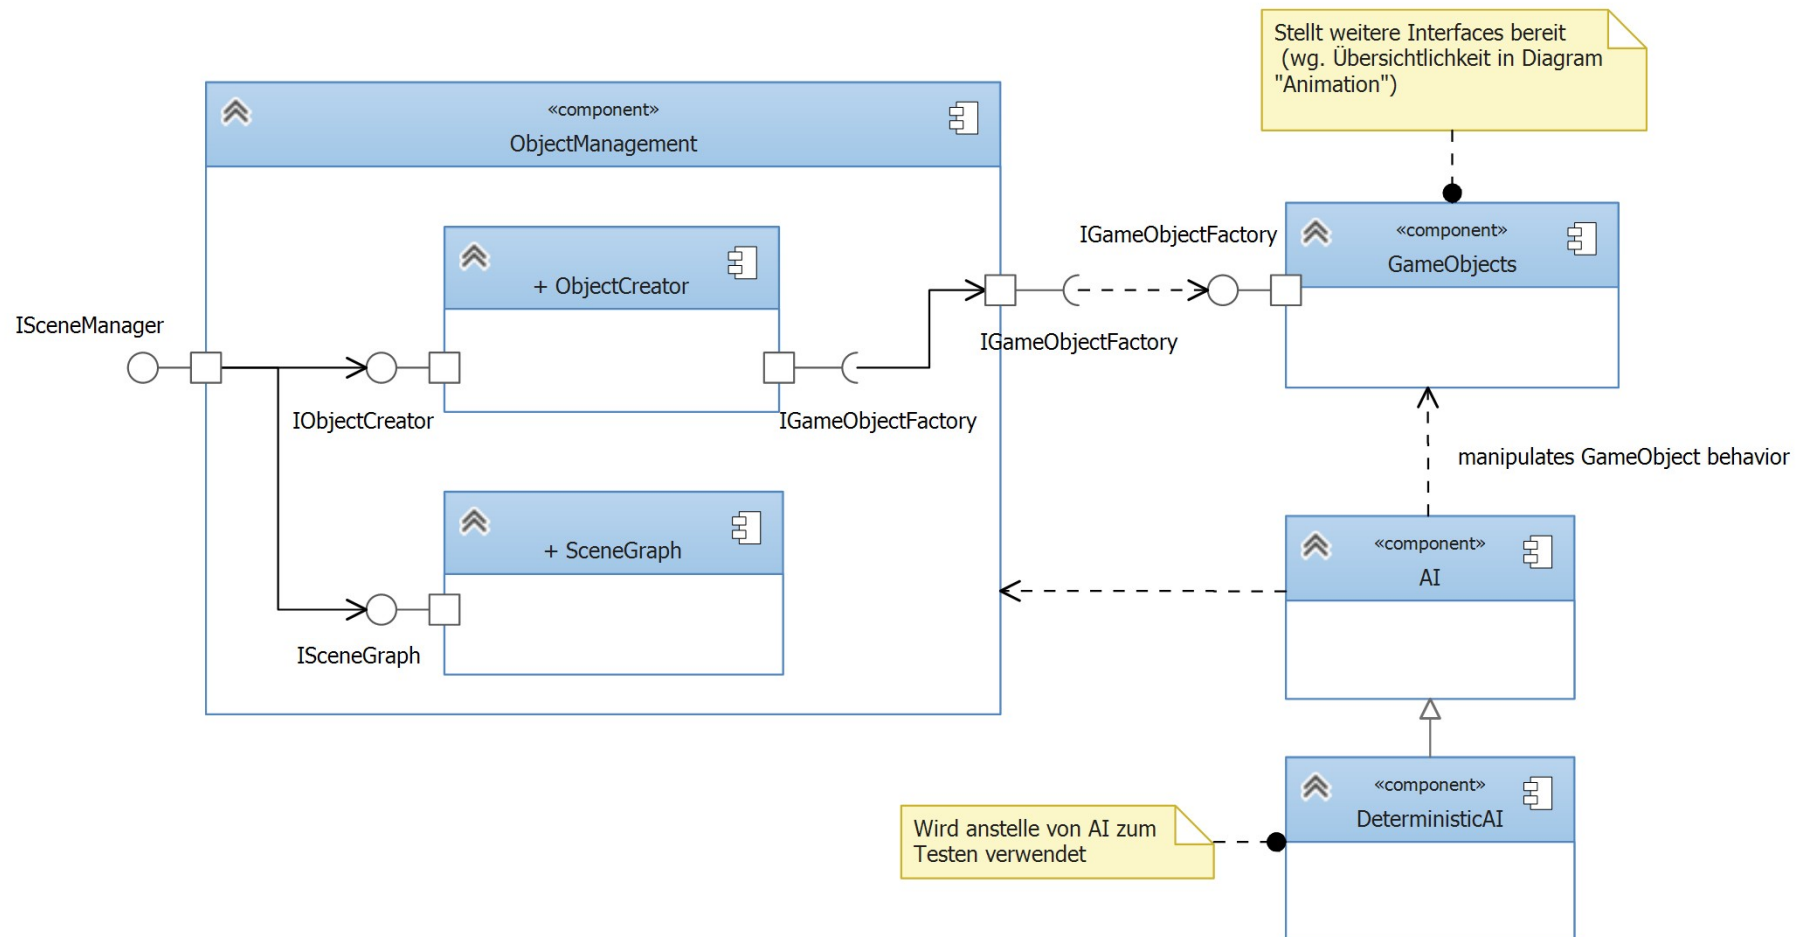 Stellt weitere Interfaces bereit
(wg. Übersichtlichkeit in Diagram
"Animation")
«component»
ObjectManagement
«component»
GameObjects
IGameObjectFactory
+ ObjectCreator
ISceneManager
IGameObjectFactory
IObjectCreator
IGameObjectFactory
manipulates GameObject behavior
+ SceneGraph
«component»
AI
ISceneGraph
«component»
DeterministicAI
Wird anstelle von AI zum
Testen verwendet